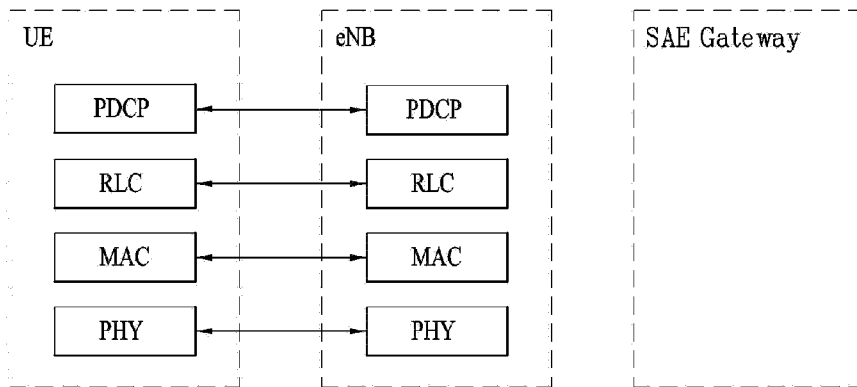 UE
eNB
SAE Gateway
PDCP
PDCP
RLC
RLC
MAC
MAC
PHY
PHY